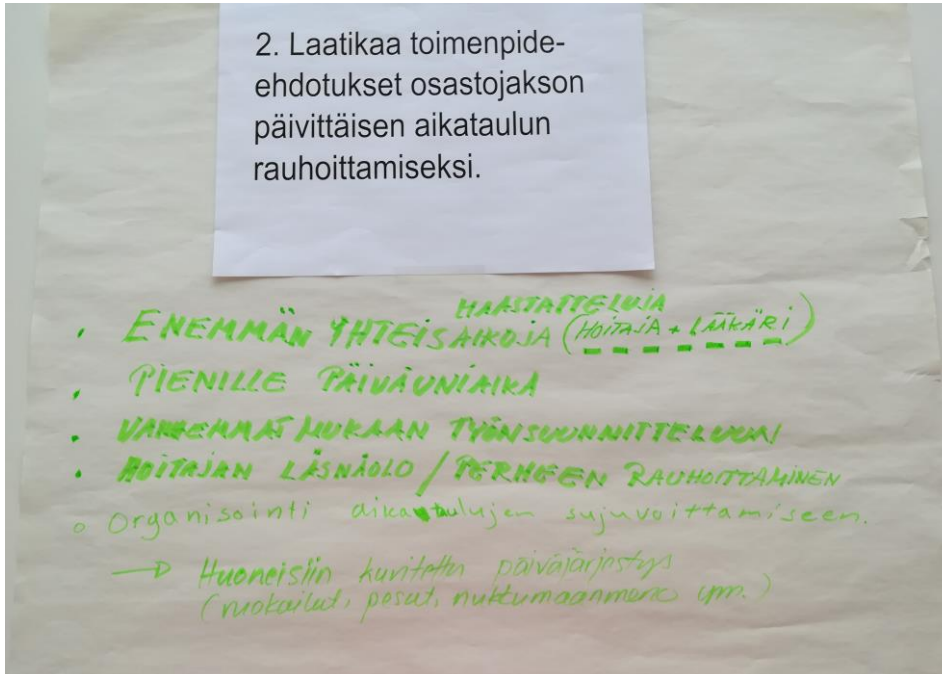 2. Laatikaa toimenpide-
ehdotukset osastojakson
päivittäisen aikataulun
rauhoittamiseksi.
HAASTATTELUJA
• ENEMMÄN YHTEISAIKOJA (HOITAJA + LÄÄKÄRI)
• PIENILLE PÄIVÄUNIAIKA
• VANHEMMAT MUKAAN TYÖNSUUNNITTELUUN
• HOITAJAN LÄSNÄOLO / PERHEEN RAUHOITTAMINEN
o Organisointi aikataulujen sujuvoittamiseen.
→ Huoneisiin kuvitettu päiväjärjestys
(ruokailut, pesut, nukkumaanmeno ym.)